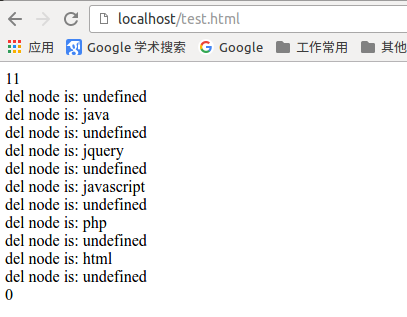 localhost/test.html
应用 Google 学术搜索 Google 工作常用 其他
11
del node is: undefined
del node is: java
del node is: undefined
del node is: jquery
del node is: undefined
del node is: javascript
del node is: undefined
del node is: php
del node is: undefined
del node is: html
del node is: undefined
0